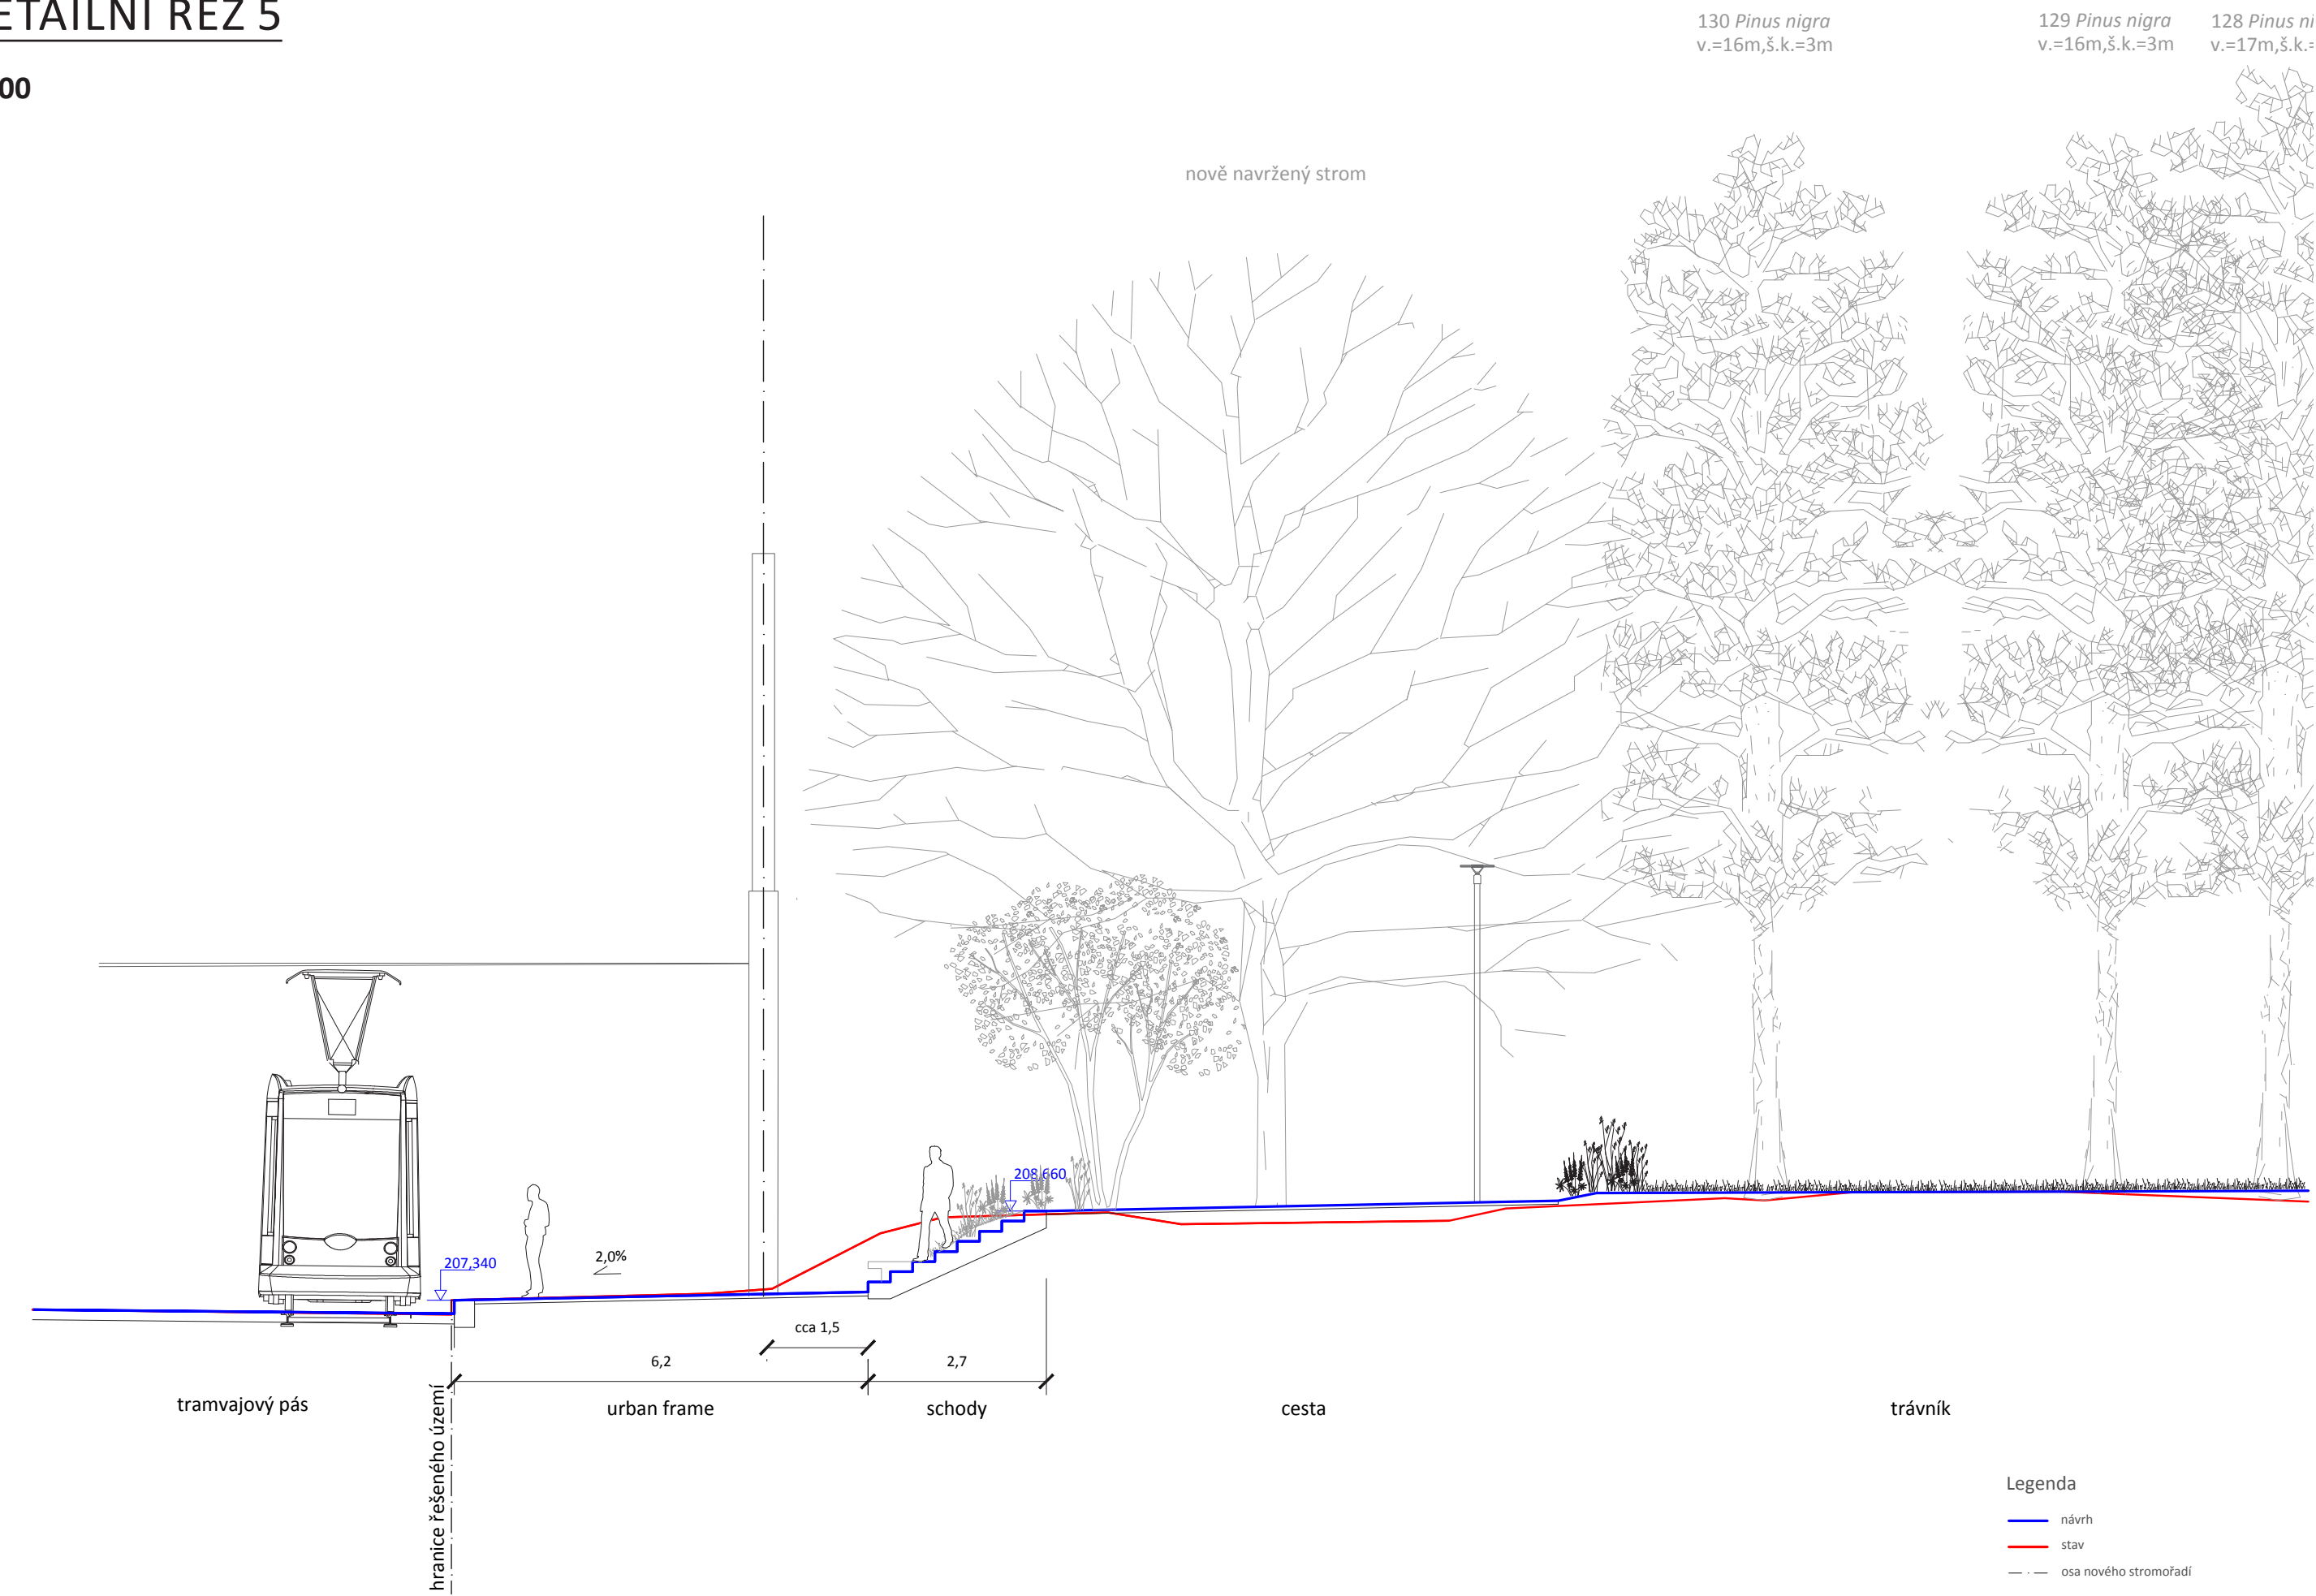 ETAILNÍ ŘEZ 5
00
130 Pinus nigra
v.=16m,š.k.=3m
129 Pinus nigra
v.=16m,š.k.=3m
128 Pinus ni
v.=17m,š.k.=
nově navržený strom
208,660
207,340
2,0%
cca 1,5
6,2
2,7
tramvajový pás
urban frame
schody
cesta
trávník
hranice řešeného území
Legenda
návrh
stav
osa nového stromořadí